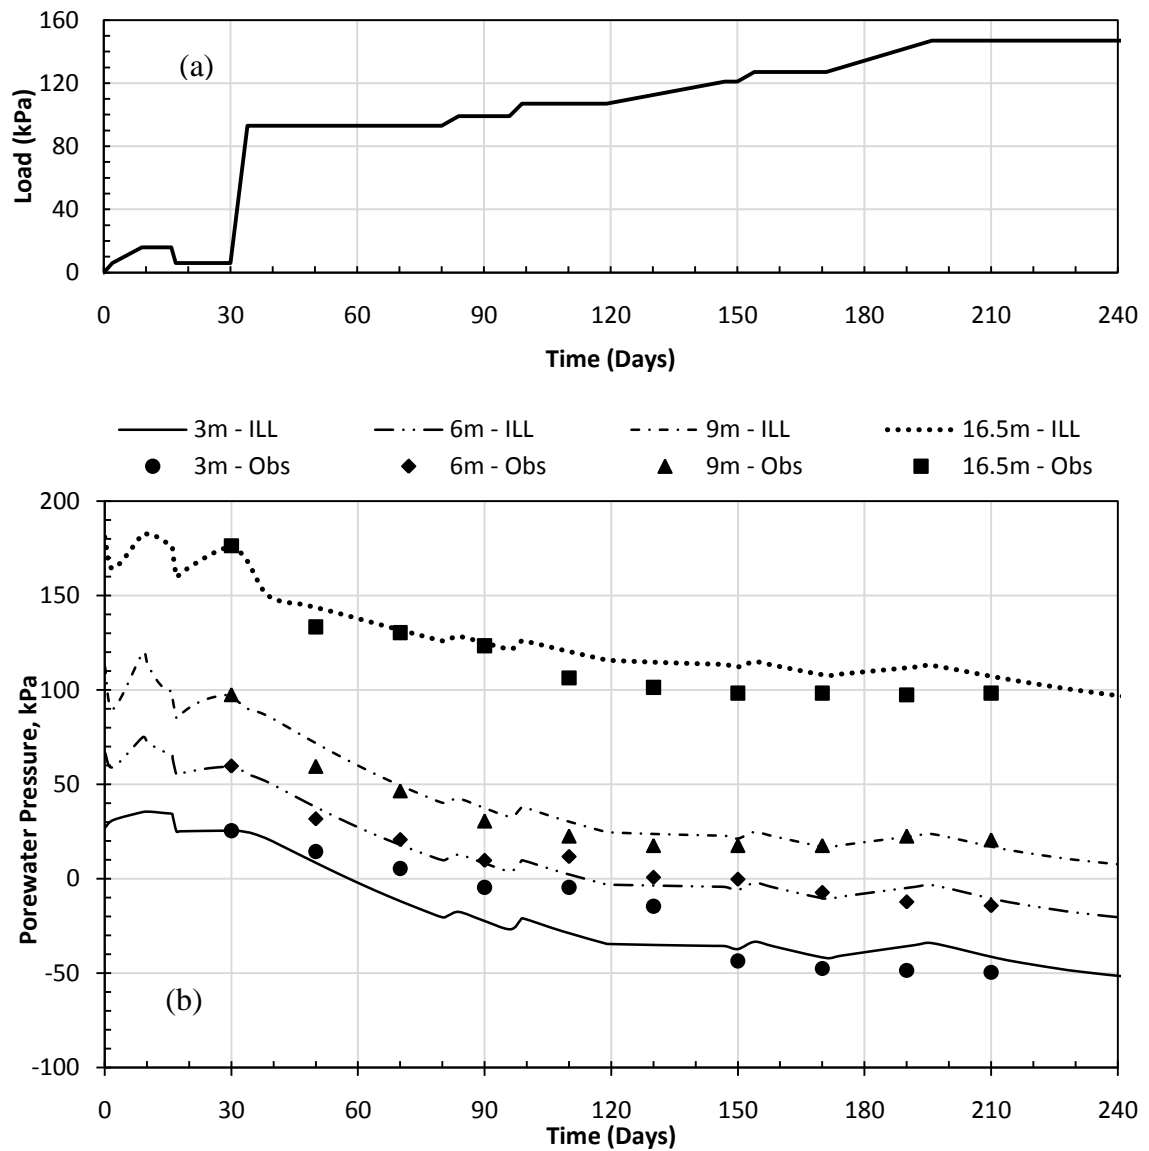 160
(a)
120
80
40
0
Load (kPa)
0 30 60 90 120 150 180 210 240
Time (Days)
3m - ILL 6m - ILL 9m - ILL 16.5m - ILL
3m - Obs 6m - Obs 9m - Obs 16.5m - Obs
200
150
100
50
0
-50
(b)
-100
Porewater Pressure, kPa
0 30 60 90 120 150 180 210 240
Time (Days)